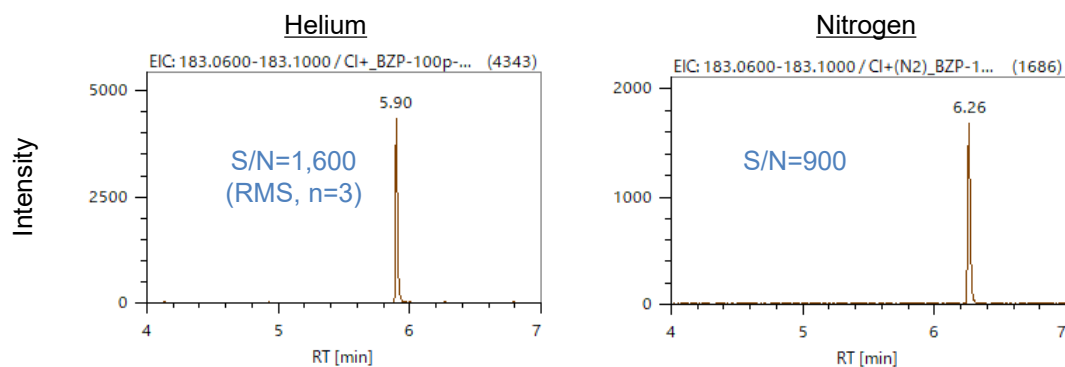 Helium
EIC: 183.0600-183.1000 / CI+_BZP-100p-... (4343)
Intensity
5000
2500
0
5.90
S/N=1,600
(RMS, n=3)
4 5 6 7
RT [min]
Nitrogen
EIC: 183.0600-183.1000 / CI+(N2)_BZP-1... (1686)
2000
1000
0
6.26
S/N=900
4 5 6 7
RT [min]